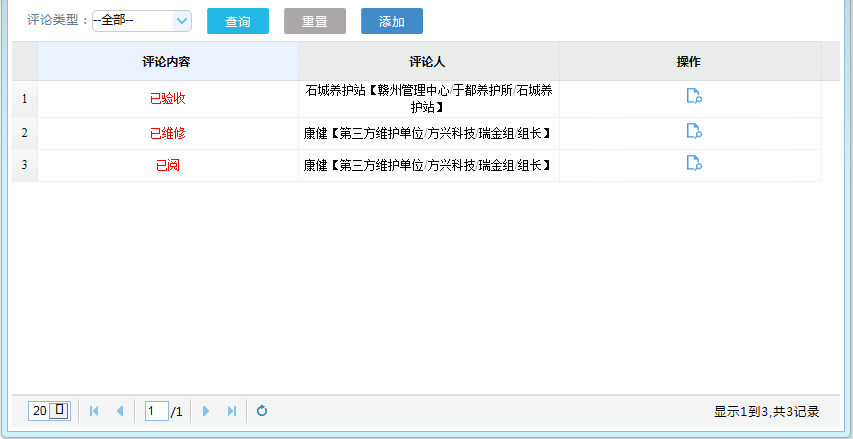 评论类型：--全部-- 查询 重置 添加
评论内容 评论人 操作
1 已验收 石城养护站【赣州管理中心/于都养护所/石城养
护站】
2 已维修 康健【第三方维护单位/方兴科技/瑞金组/组长】
3 已阅 康健【第三方维护单位/方兴科技/瑞金组/组长】
20 1 /1 显示1到3,共3记录